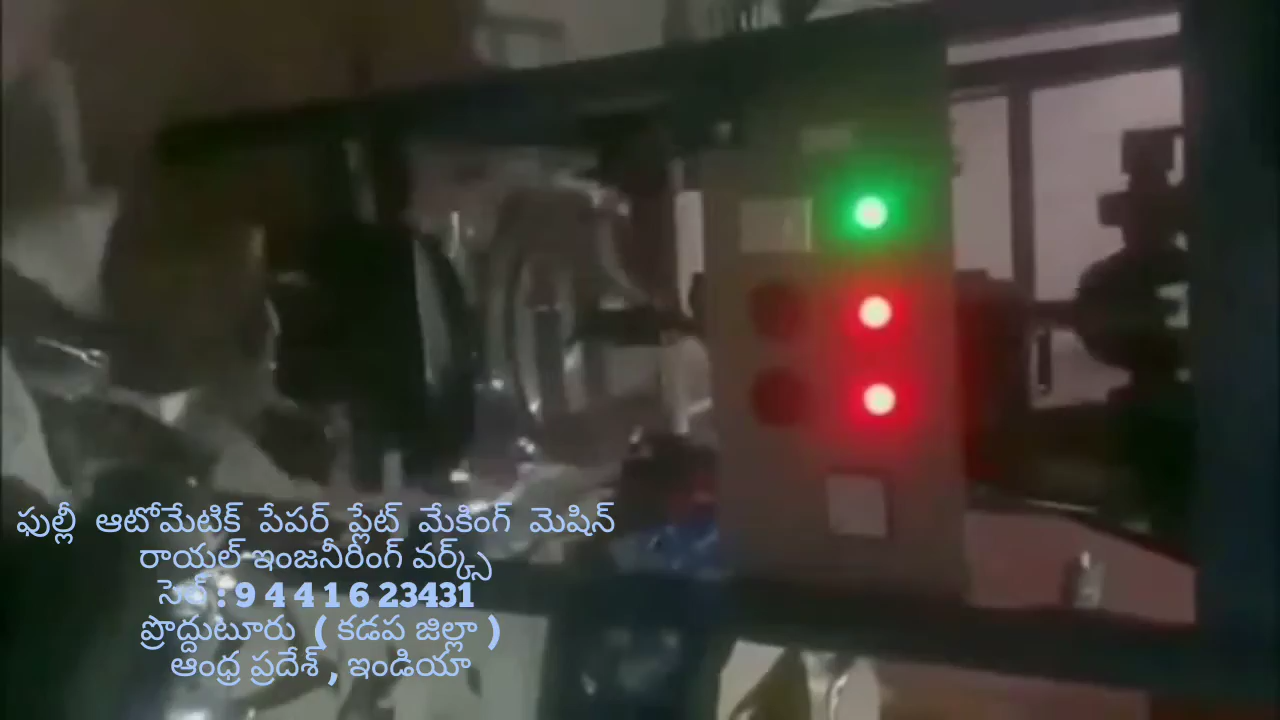 ఫుల్లీ ఆటోమేటిక్ పేపర్ ప్లేట్ మేకింగ్ మెషిన్
రాయల్ ఇంజనీరింగ్ వర్క్స్
సెల్ : 9 4 4 1 6 23431
ప్రొద్దుటూరు ( కడప జిల్లా )
ఆంధ్ర ప్రదేశ్ , ఇండియా